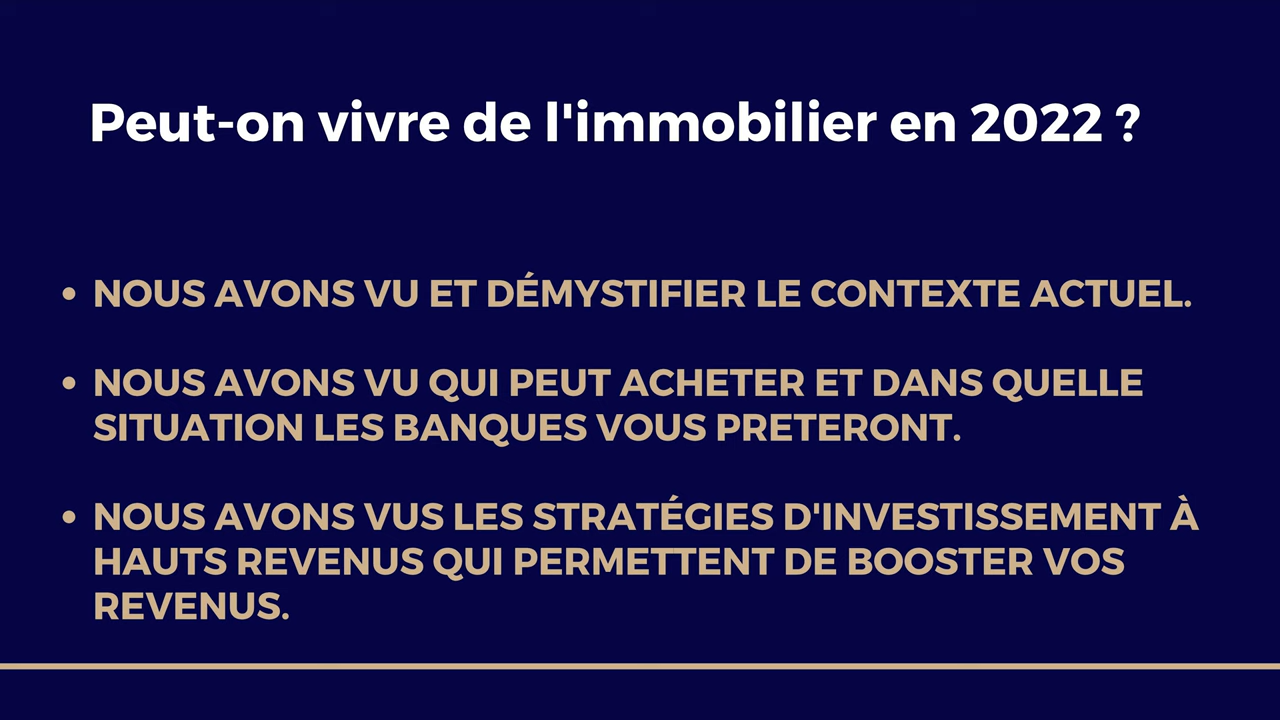 Peut-on vivre de l'immobilier en 2022 ?
• NOUS AVONS VU ET DÉMYSTIFIER LE CONTEXTE ACTUEL.
• NOUS AVONS VU QUI PEUT ACHETER ET DANS QUELLE
SITUATION LES BANQUES VOUS PRETERONT.
• NOUS AVONS VUS LES STRATÉGIES D'INVESTISSEMENT À
HAUTS REVENUS QUI PERMETTENT DE BOOSTER VOS
REVENUS.